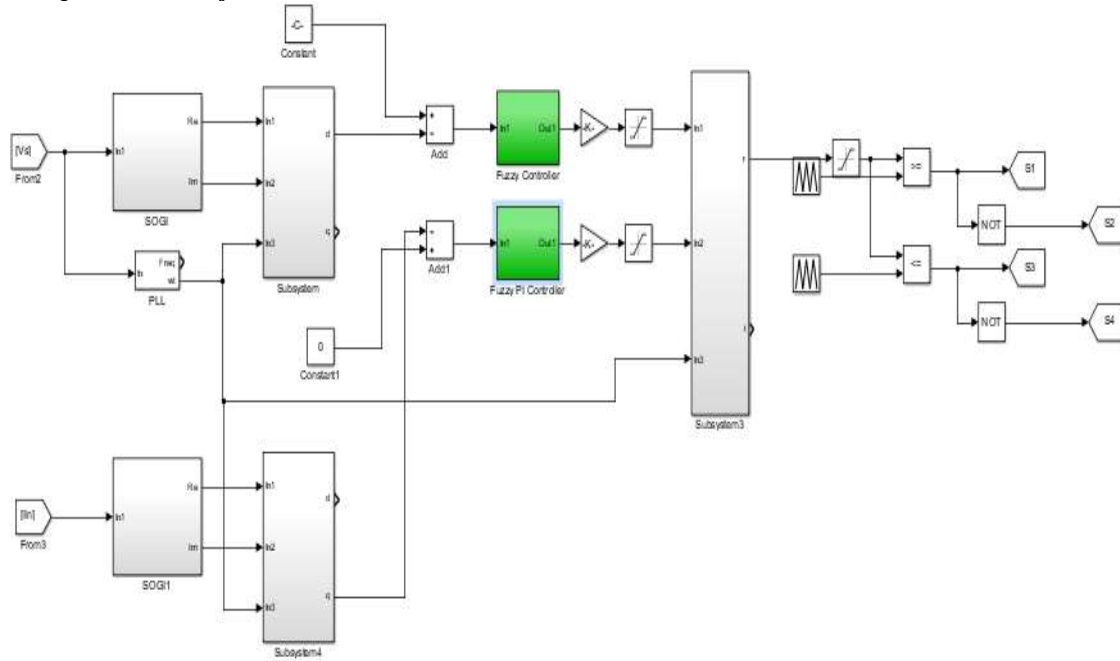 -C-
Constant
Re
Im
In1
SOGI
[Vs]
From2
In1
In2
In3
d
q
Subsystem
+
-
Add
In1
Out1
Fuzzy Controller
-K-
In
Freq
wt
PLL
-
+
Add1
In1
Out1
Fuzzy PI Controller
-K-
0
Constant1
In1
In2
In3
r
Subsystem3
>=
S1
NOT
S2
<=
S3
NOT
S4
[Iin]
From3
In1
Re
Im
SOGI1
In1
In2
In3
d
q
Subsystem4